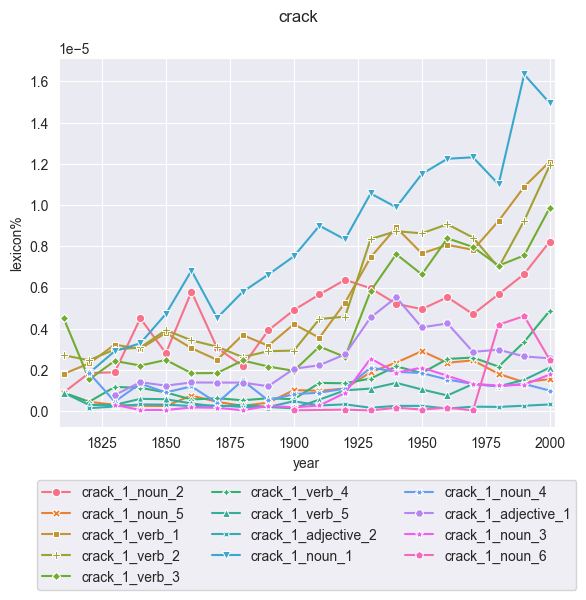 crack
1e−5
1.6
1.4
1.2
1.0
0.8
0.6
0.4
0.2
0.0
lexicon%
1825 1850 1875 1900 1925 1950 1975 2000
year
crack_1_noun_2 crack_1_verb_4 crack_1_noun_4
crack_1_noun_5 crack_1_verb_5 crack_1_adjective_1
crack_1_verb_1 crack_1_adjective_2 crack_1_noun_3
crack_1_verb_2 crack_1_noun_1 crack_1_noun_6
crack_1_verb_3